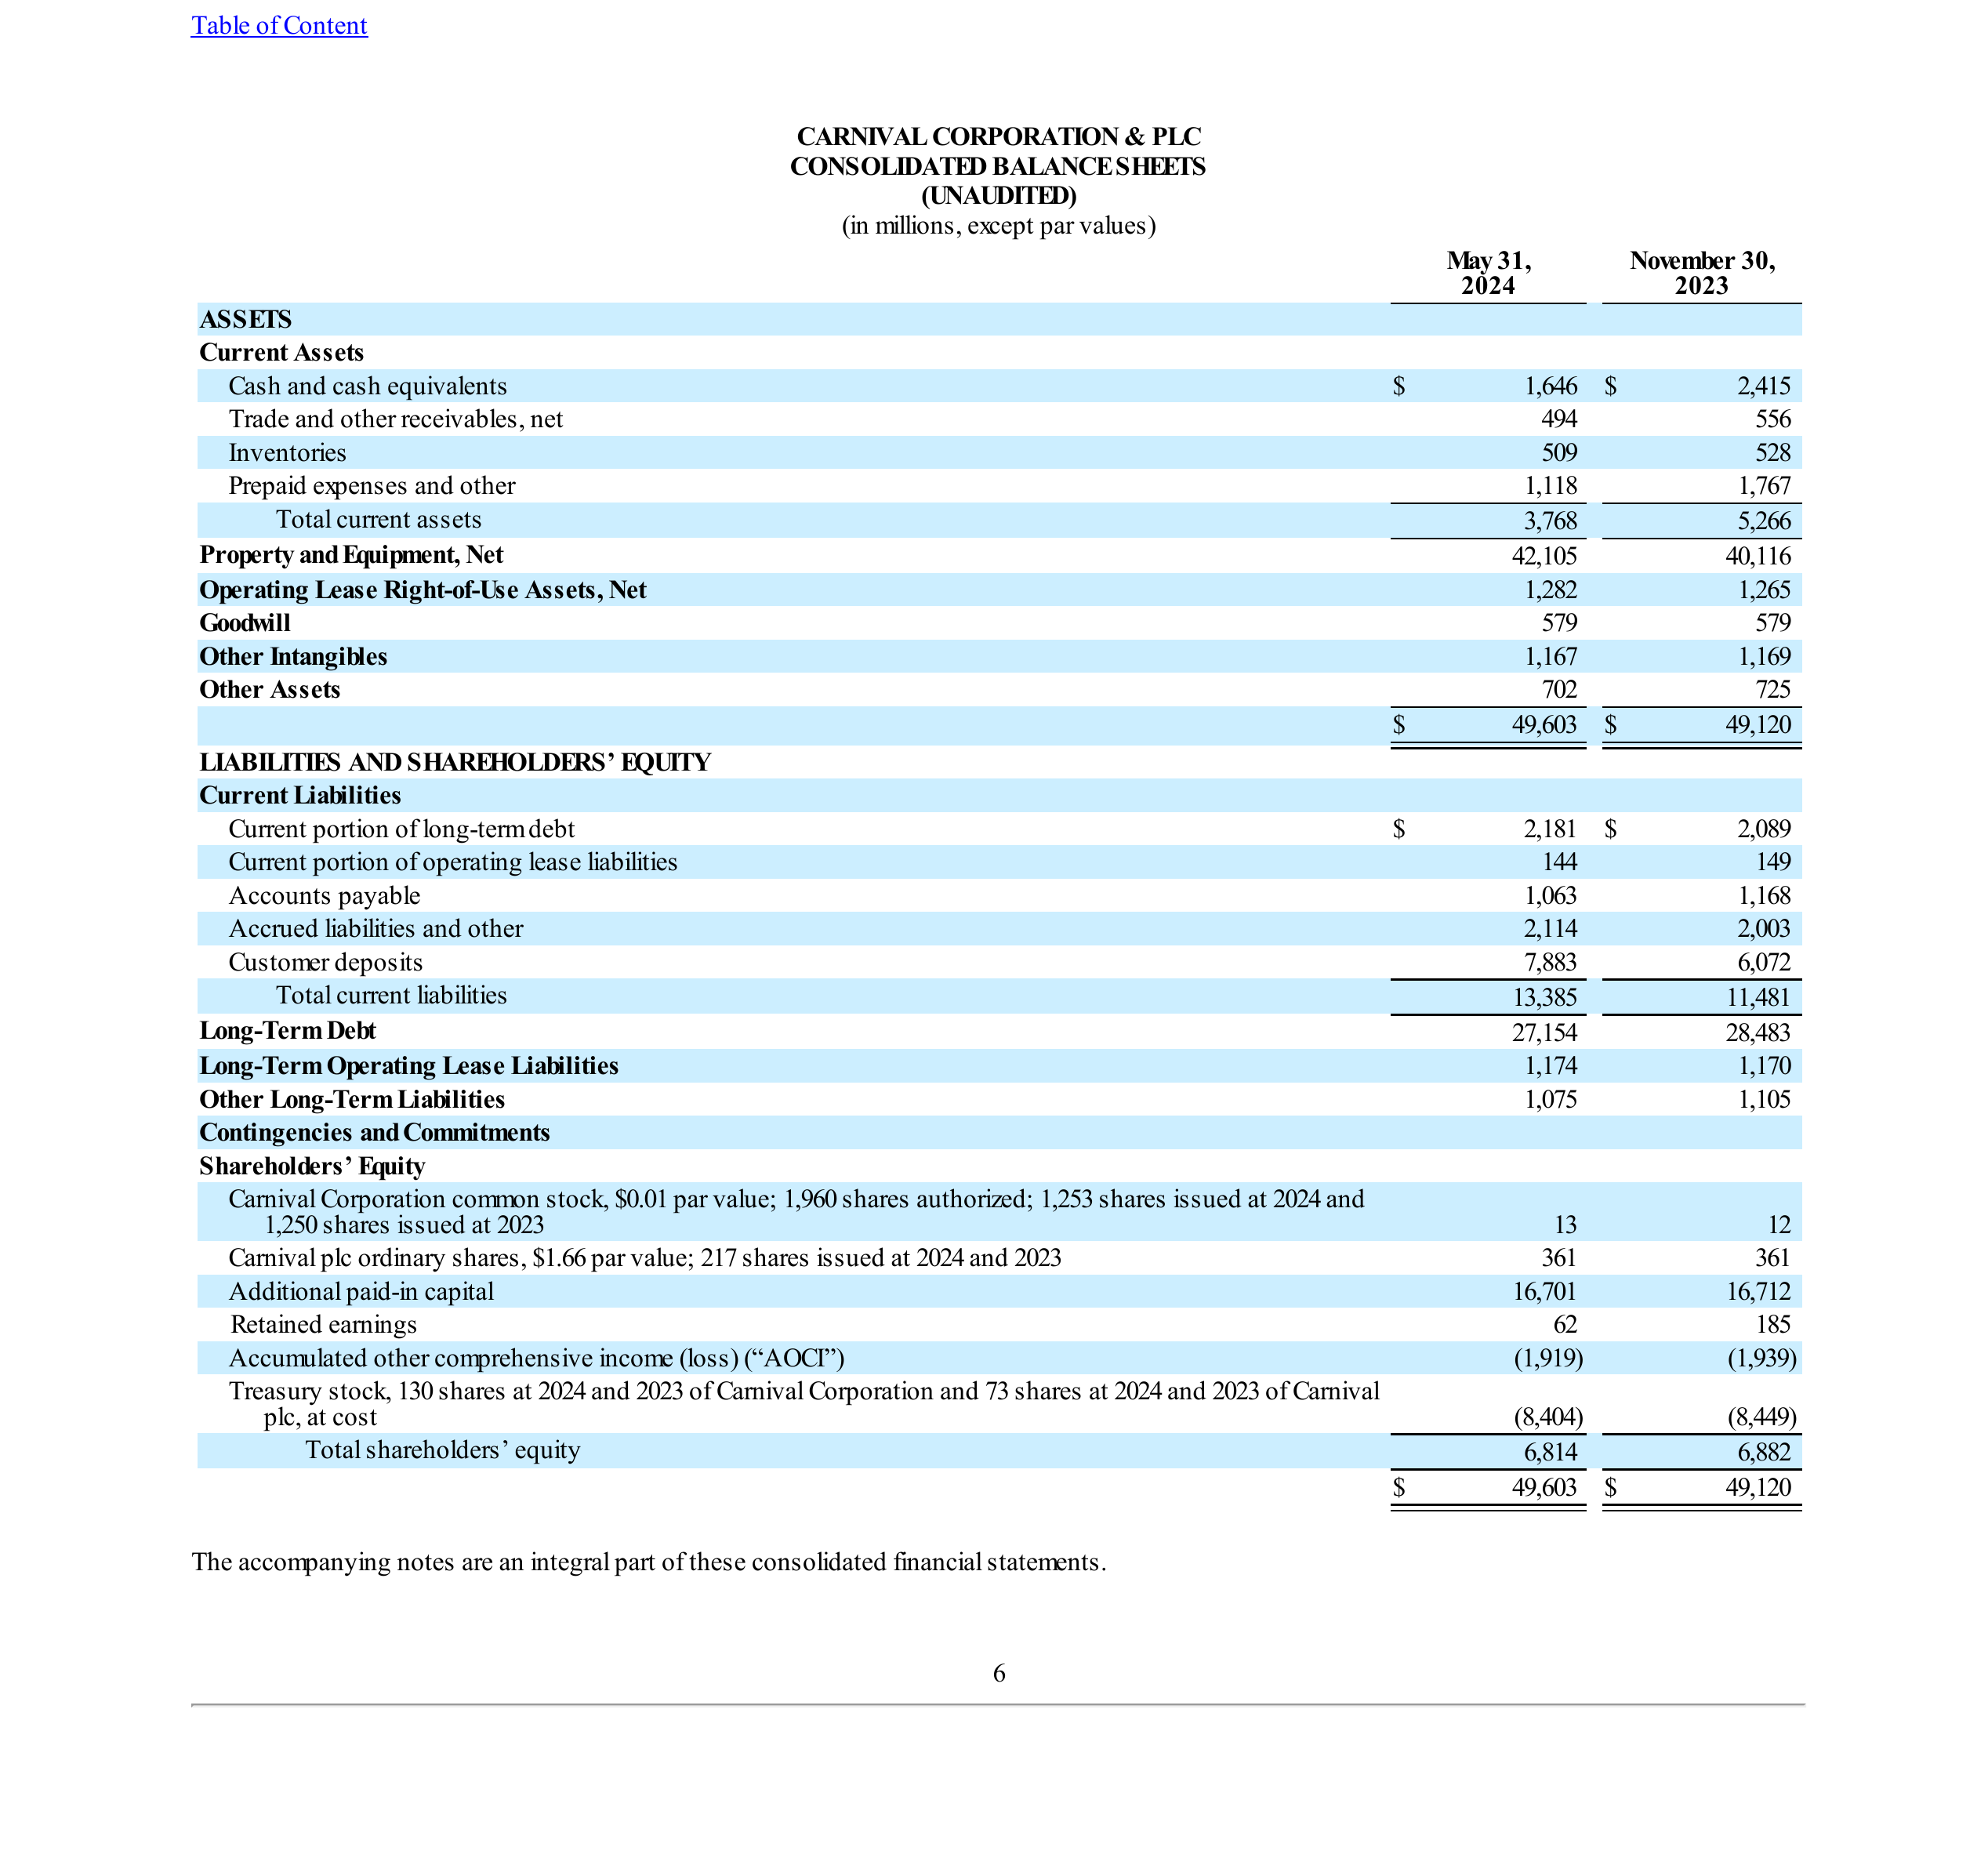 Table of Content
CARNIVAL CORPORATION & PLC
CONSOLIDATED BALANCE SHEETS
(UNAUDITED)
(in millions, except par values)
May 31, 2024 November 30, 2023
ASSETS
Current Assets
Cash and cash equivalents $ 1,646 $ 2,415
Trade and other receivables, net 494 556
Inventories 509 528
Prepaid expenses and other 1,118 1,767
Total current assets 3,768 5,266
Property and Equipment, Net 42,105 40,116
Operating Lease Right-of-Use Assets, Net 1,282 1,265
Goodwill 579 579
Other Intangibles 1,167 1,169
Other Assets 702 725
$ 49,603 $ 49,120
LIABILITIES AND SHAREHOLDERS’ EQUITY
Current Liabilities
Current portion of long-term debt $ 2,181 $ 2,089
Current portion of operating lease liabilities 144 149
Accounts payable 1,063 1,168
Accrued liabilities and other 2,114 2,003
Customer deposits 7,883 6,072
Total current liabilities 13,385 11,481
Long-Term Debt 27,154 28,483
Long-Term Operating Lease Liabilities 1,174 1,170
Other Long-Term Liabilities 1,075 1,105
Contingencies and Commitments
Shareholders’ Equity
Carnival Corporation common stock, $0.01 par value; 1,960 shares authorized; 1,253 shares issued at 2024 and
1,250 shares issued at 2023 13 12
Carnival plc ordinary shares, $1.66 par value; 217 shares issued at 2024 and 2023 361 361
Additional paid-in capital 16,701 16,712
Retained earnings 62 185
Accumulated other comprehensive income (loss) (“AOCI”) (1,919) (1,939)
Treasury stock, 130 shares at 2024 and 2023 of Carnival Corporation and 73 shares at 2024 and 2023 of Carnival
plc, at cost (8,404) (8,449)
Total shareholders’ equity 6,814 6,882
$ 49,603 $ 49,120
The accompanying notes are an integral part of these consolidated financial statements.
6